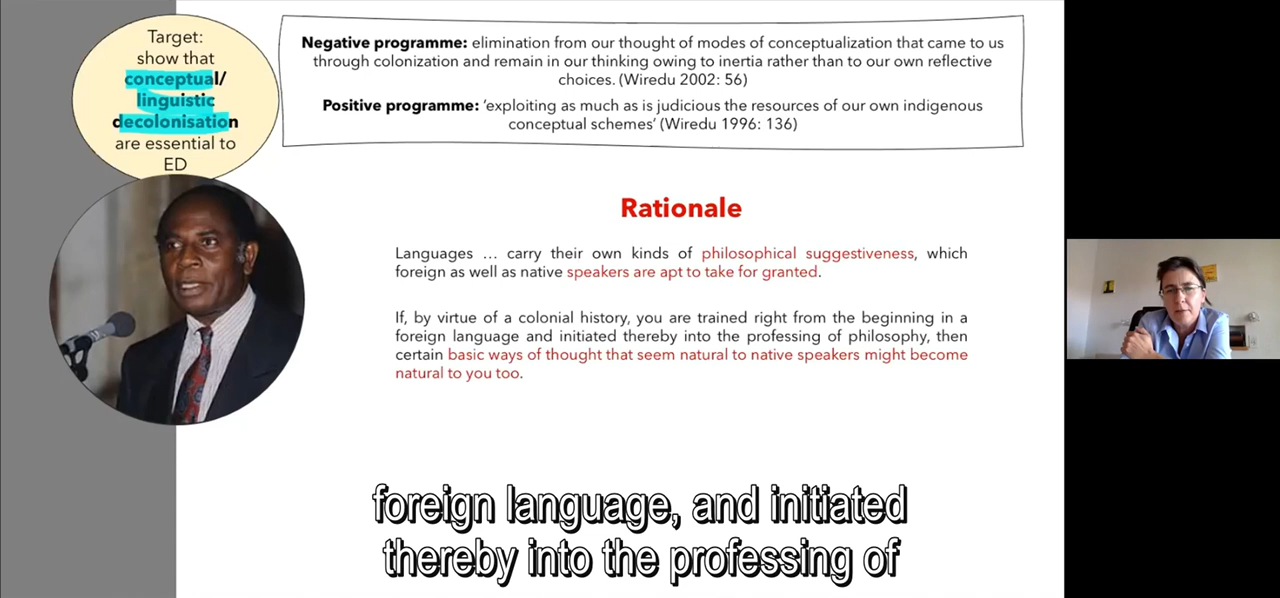 Target:
show that
conceptual/
linguistic
decolonisation
are essential to
ED
Negative programme: elimination from our thought of modes of conceptualization that came to us
through colonization and remain in our thinking owing to inertia rather than to our own reflective
choices. (Wiredu 2002: 56)
Positive programme: ‘exploiting as much as is judicious the resources of our own indigenous
conceptual schemes’ (Wiredu 1996: 136)
Rationale
Languages … carry their own kinds of philosophical suggestiveness, which
foreign as well as native speakers are apt to take for granted.
If, by virtue of a colonial history, you are trained right from the beginning in a
foreign language and initiated thereby into the professing of philosophy, then
certain basic ways of thought that seem natural to native speakers might become
natural to you too.
foreign language, and initiated
thereby into the professing of